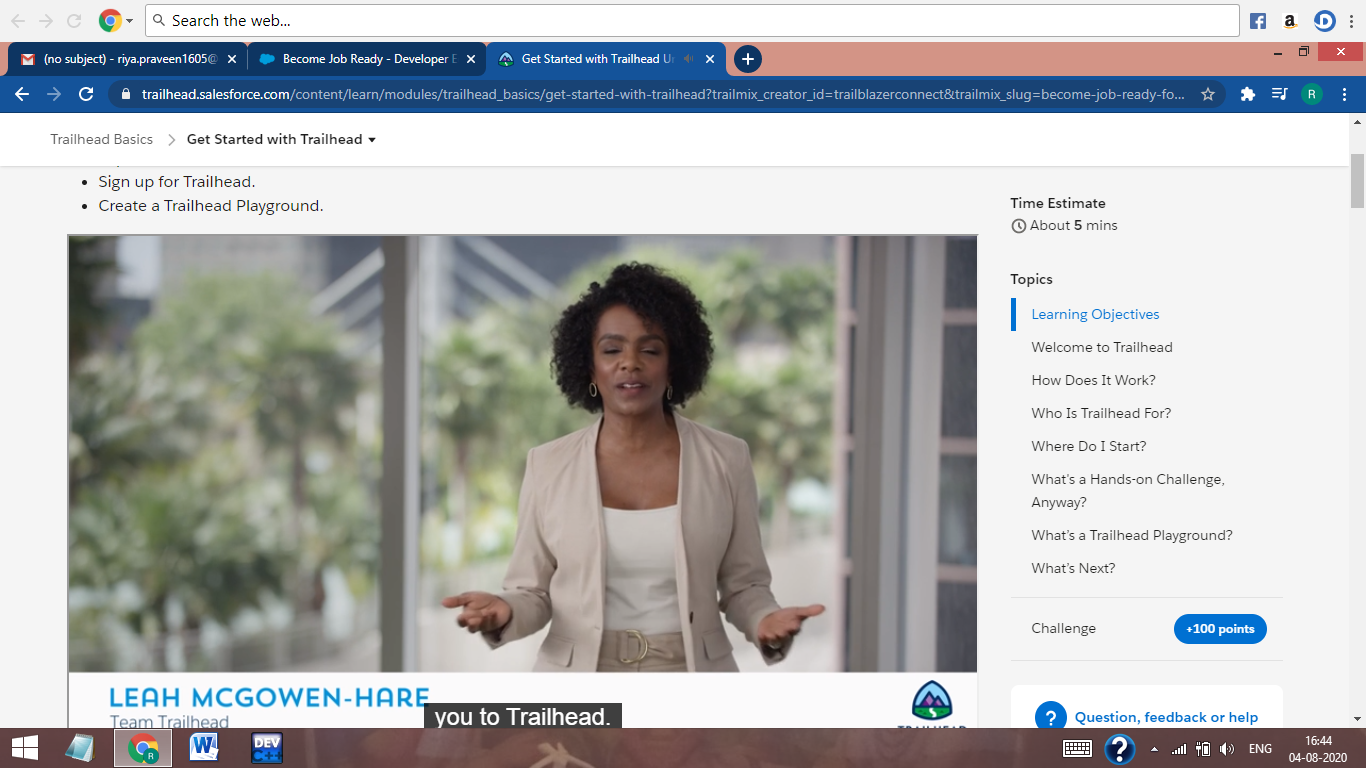 Search the web...
(no subject) - riya.praveen1605@
Become Job Ready - Developer E
Get Started with Trailhead Un
trailhead.salesforce.com/content/learn/modules/trailhead_basics/get-started-with-trailhead?trailmix_creator_id=trailblazerconnect&trailmix_slug=become-job-ready-fo...
R
Trailhead Basics
Get Started with Trailhead
Sign up for Trailhead.
Create a Trailhead Playground.
LEAH MCGOWEN-HARE
Team Trailhead
you to Trailhead.
TRAILHEAD
Time Estimate
About 5 mins
Topics
Learning Objectives
Welcome to Trailhead
How Does It Work?
Who Is Trailhead For?
Where Do I Start?
What's a Hands-on Challenge,
Anyway?
What's a Trailhead Playground?
What's Next?
Challenge
+100 points
? Question, feedback or help
DEV
C++
ENG
16:44
04-08-2020